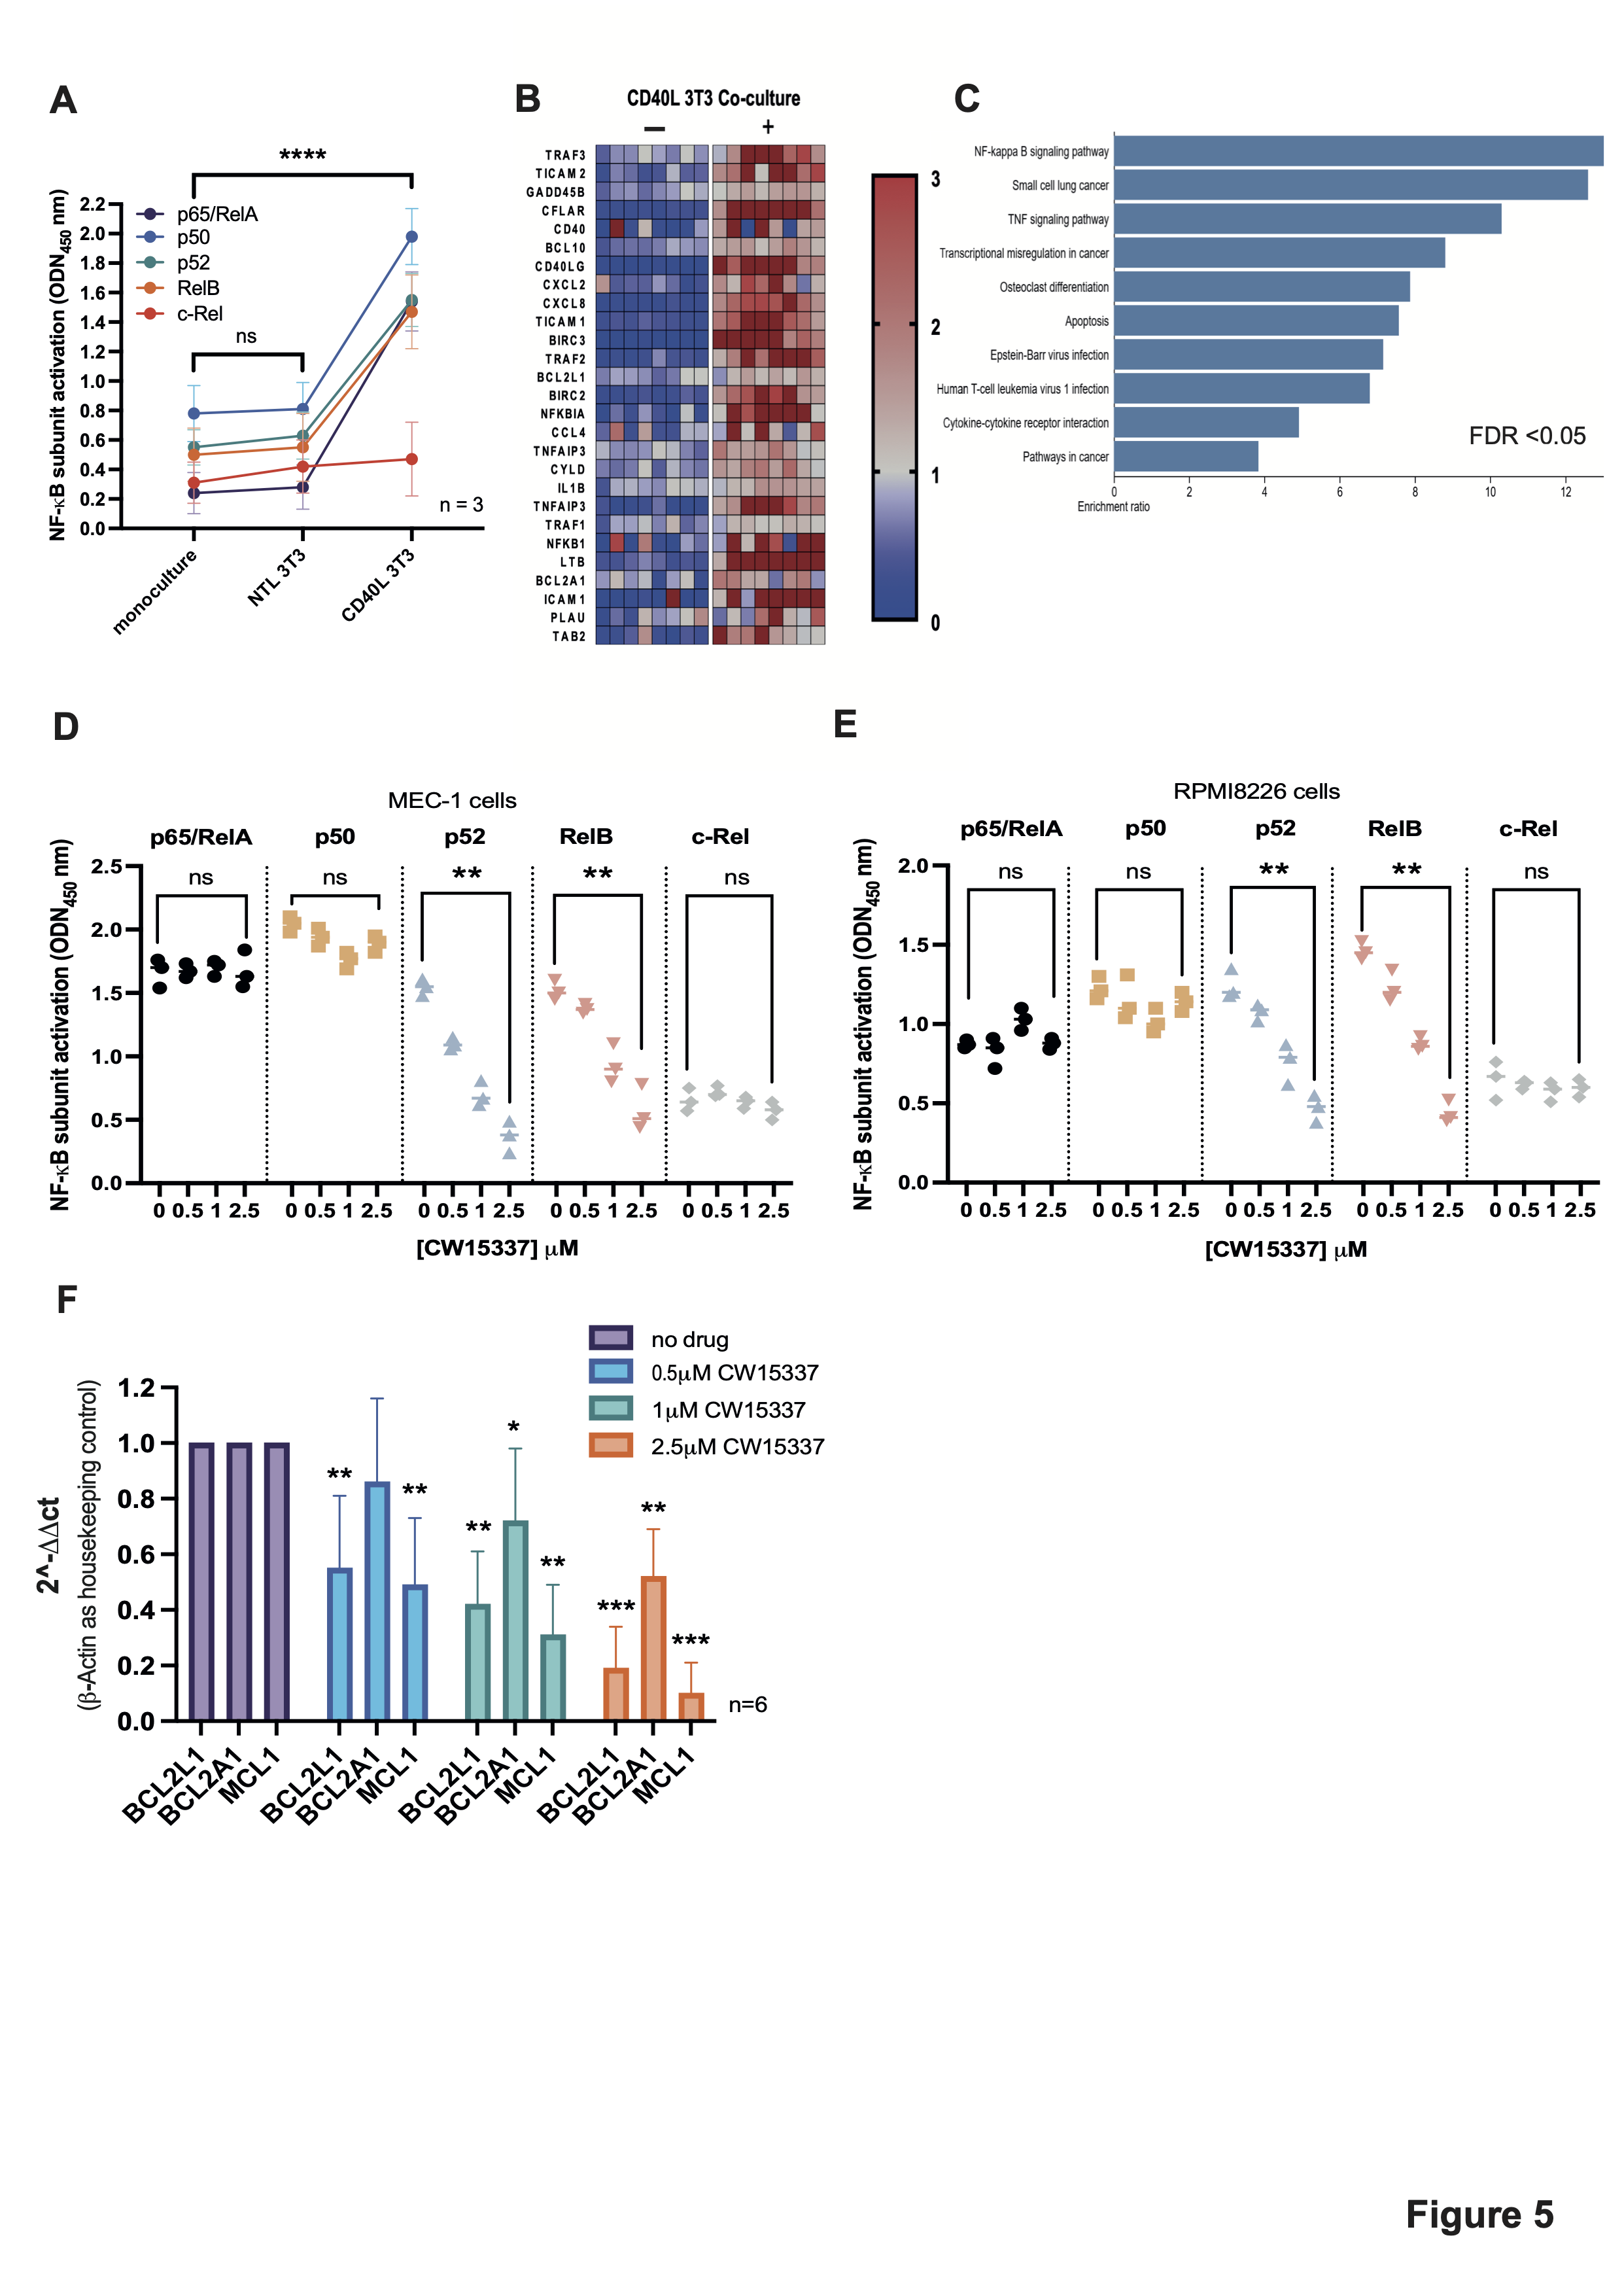 A
****
NF-κB subunit activation (ODN450 nm)
2.2
2.0
1.8
1.6
1.4
1.2
1.0
0.8
0.6
0.4
0.2
0.0
p65/RelA
p50
p52
RelB
c-Rel
ns
n = 3
monoculture
NTL 3T3
CD40L 3T3
B
CD40L 3T3 Co-culture
— +
TRAF3
TICAM2
GADD45B
CFLAR
CD40
BCL10
CD40LG
CXCL2
CXCL8
TICAM1
BIRC3
TRAF2
BCL2L1
BIRC2
NFKBIA
CCL4
TNFAIP3
CYLD
IL1B
TNFAIP3
TRAF1
NFKB1
LTB
BCL2A1
ICAM1
PLAU
TAB2
3
2
1
0
C
NF-kappa B signaling pathway
Small cell lung cancer
TNF signaling pathway
Transcriptional misregulation in cancer
Osteoclast differentiation
Apoptosis
Epstein-Barr virus infection
Human T-cell leukemia virus 1 infection
Cytokine-cytokine receptor interaction
Pathways in cancer
FDR <0.05
0 2 4 6 8 10 12
Enrichment ratio
D
MEC-1 cells
p65/RelA p50 p52 RelB c-Rel
ns ns ** ** ns
NF-κB subunit activation (ODN450 nm)
2.5
2.0
1.5
1.0
0.5
0.0
0 0.5 1 2.5 0 0.5 1 2.5 0 0.5 1 2.5 0 0.5 1 2.5 0 0.5 1 2.5
[CW15337] μM
E
RPMI8226 cells
p65/RelA p50 p52 RelB c-Rel
ns ns ** ** ns
NF-κB subunit activation (ODN450 nm)
2.0
1.5
1.0
0.5
0.0
0 0.5 1 2.5 0 0.5 1 2.5 0 0.5 1 2.5 0 0.5 1 2.5 0 0.5 1 2.5
[CW15337] μM
F
no drug
0.5μM CW15337
1μM CW15337
2.5μM CW15337
2^-ΔΔct
(β-Actin as housekeeping control)
1.2
1.0
0.8
0.6
0.4
0.2
0.0
** ** ** * ** *** ** ***
n=6
BCL2L1 BCL2A1 MCL1 BCL2L1 BCL2A1 MCL1 BCL2L1 BCL2A1 MCL1 BCL2L1 BCL2A1 MCL1
Figure 5